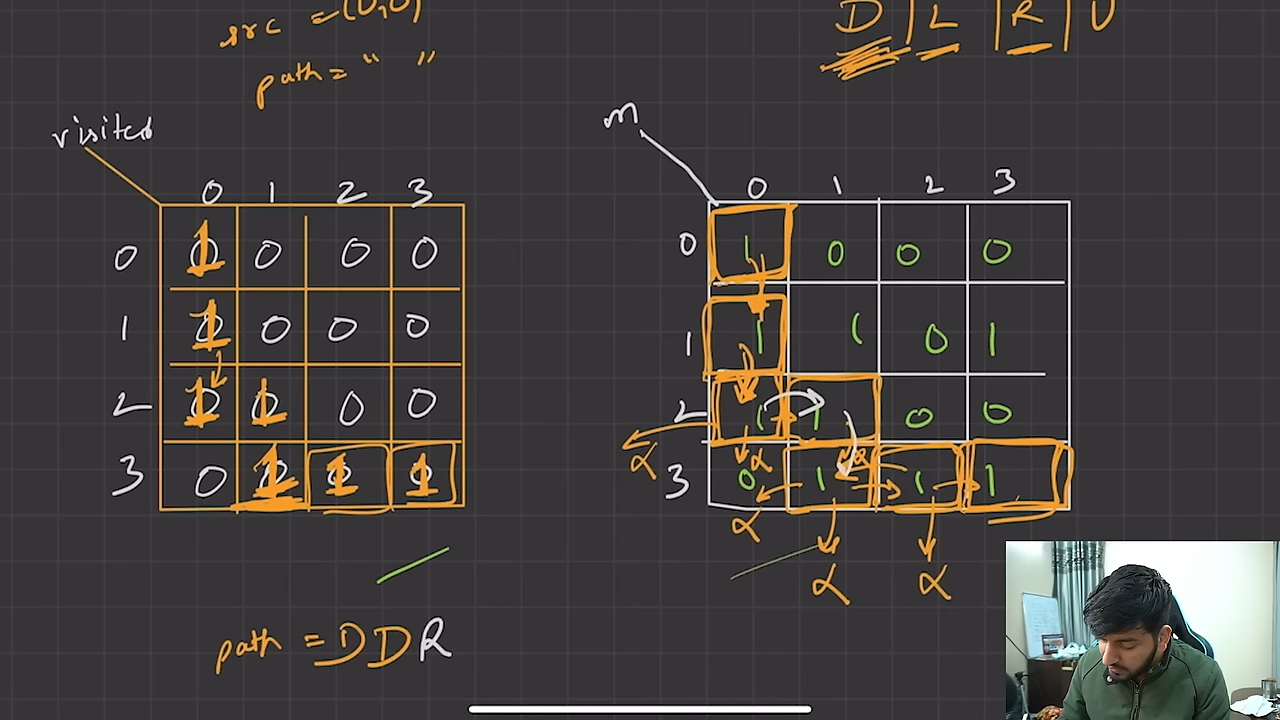 src = (0,0)
D | L | R | U
path = " "
visited
m
0 1 2 3
0 1 2 3
0 1 0 0 0
0 1 0 0 0
1 1 0 0 0
1 1 1 0 1
2 1 1 0 0
2 1 1 0 0
3 0 1 1 1
3 0 1 1 1
α α α
α α α
path = DDR